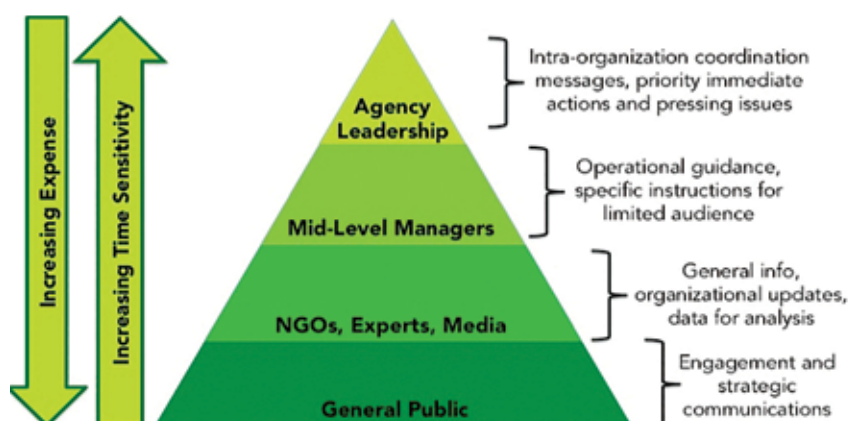 Increasing Expense
Increasing Time Sensitivity
Agency
Leadership
Intra-organization coordination
messages, priority immediate
actions and pressing issues
Mid-Level Managers
Operational guidance,
specific instructions for
limited audience
NGOs, Experts, Media
General info,
organizational updates,
data for analysis
General Public
Engagement and
strategic
communications